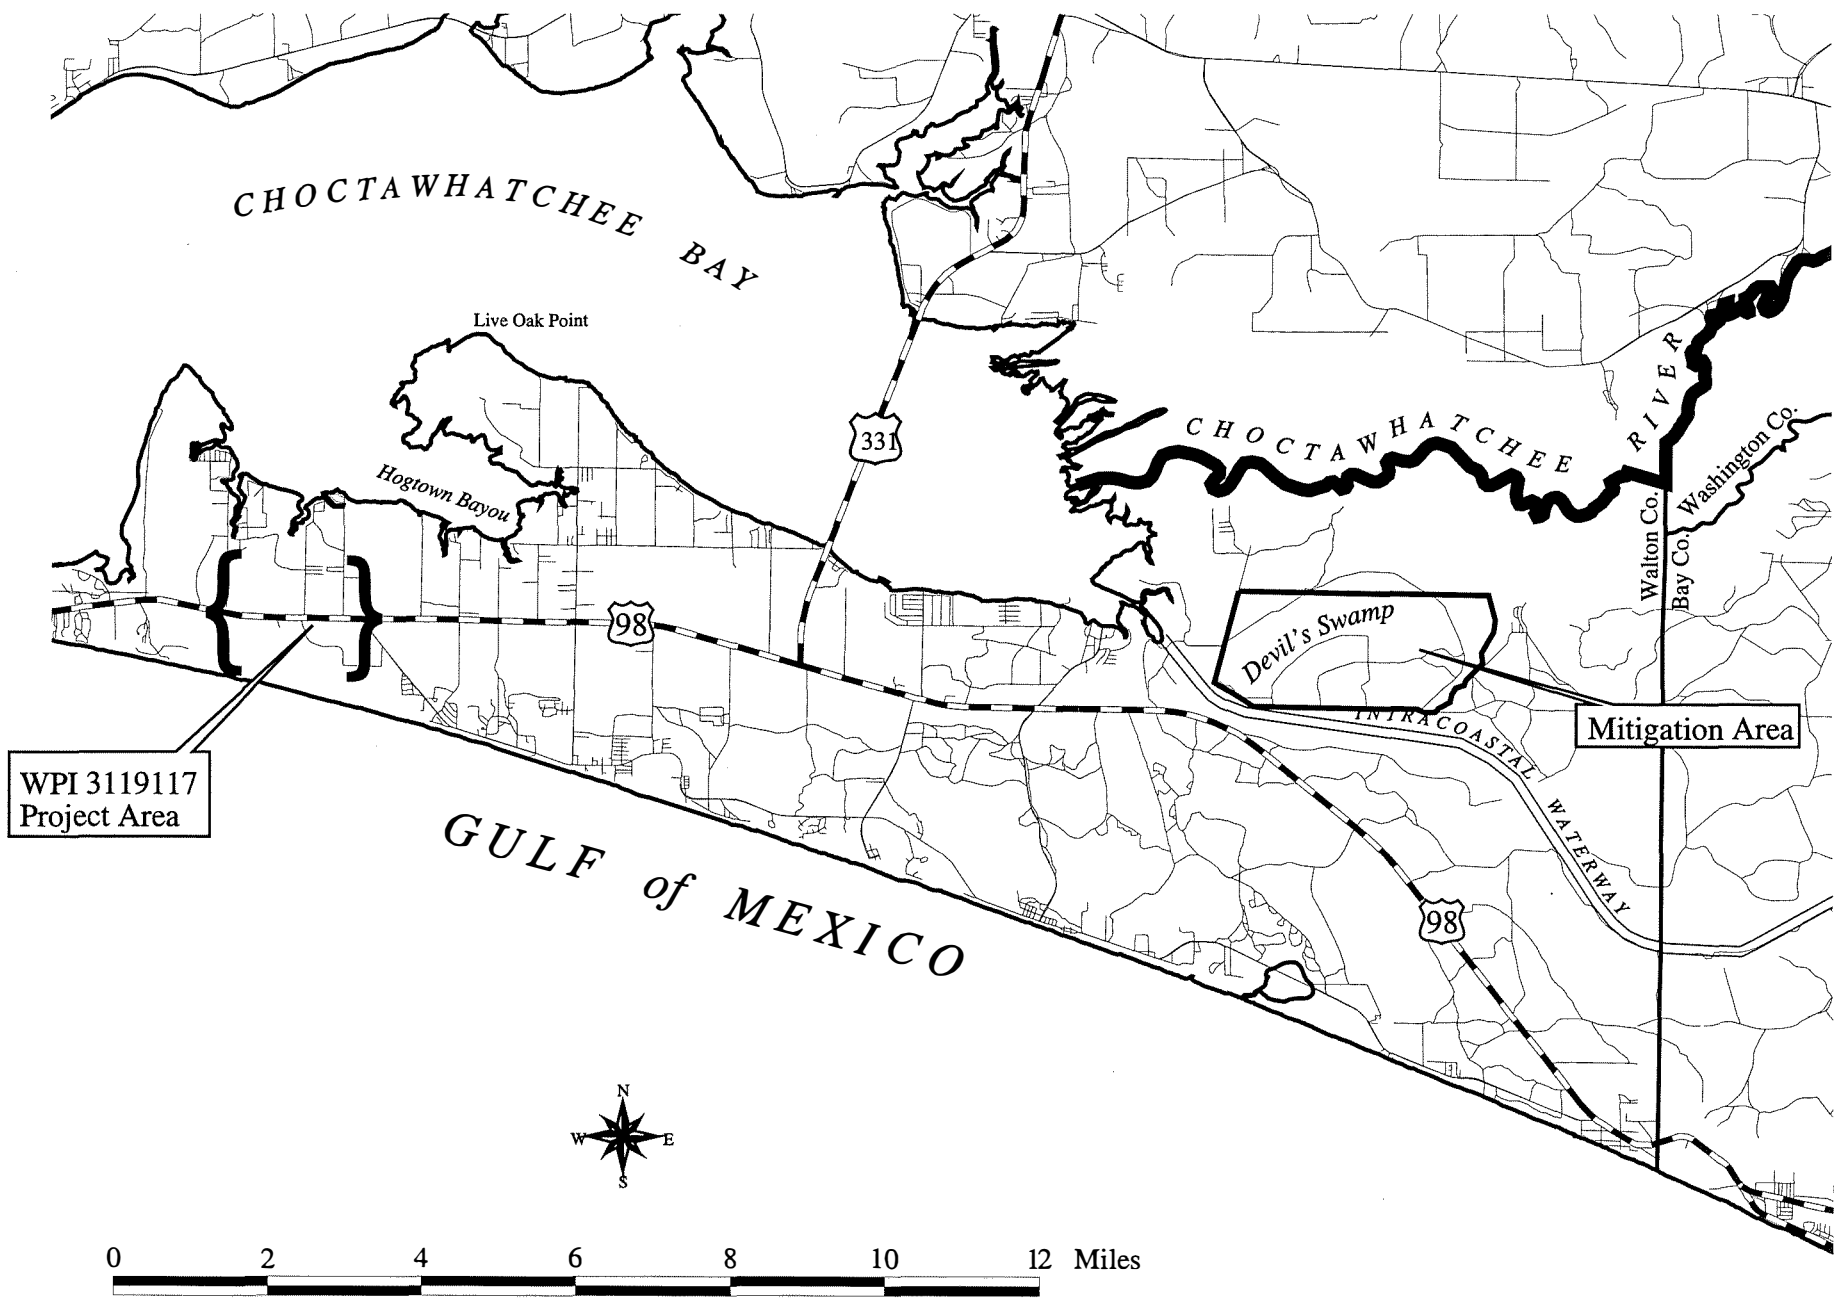 CHOCTAWHATCHEE BAY
Live Oak Point
331
CHOCTAWHATCHEE RIVER
Hogtown Bayou
Washington Co.
Walton Co.
Bay Co.
98
Devil's Swamp
INTRACOASTAL WATERWAY
Mitigation Area
WPI 3119117
Project Area
GULF of MEXICO
98
N
W E
S
0 2 4 6 8 10 12 Miles